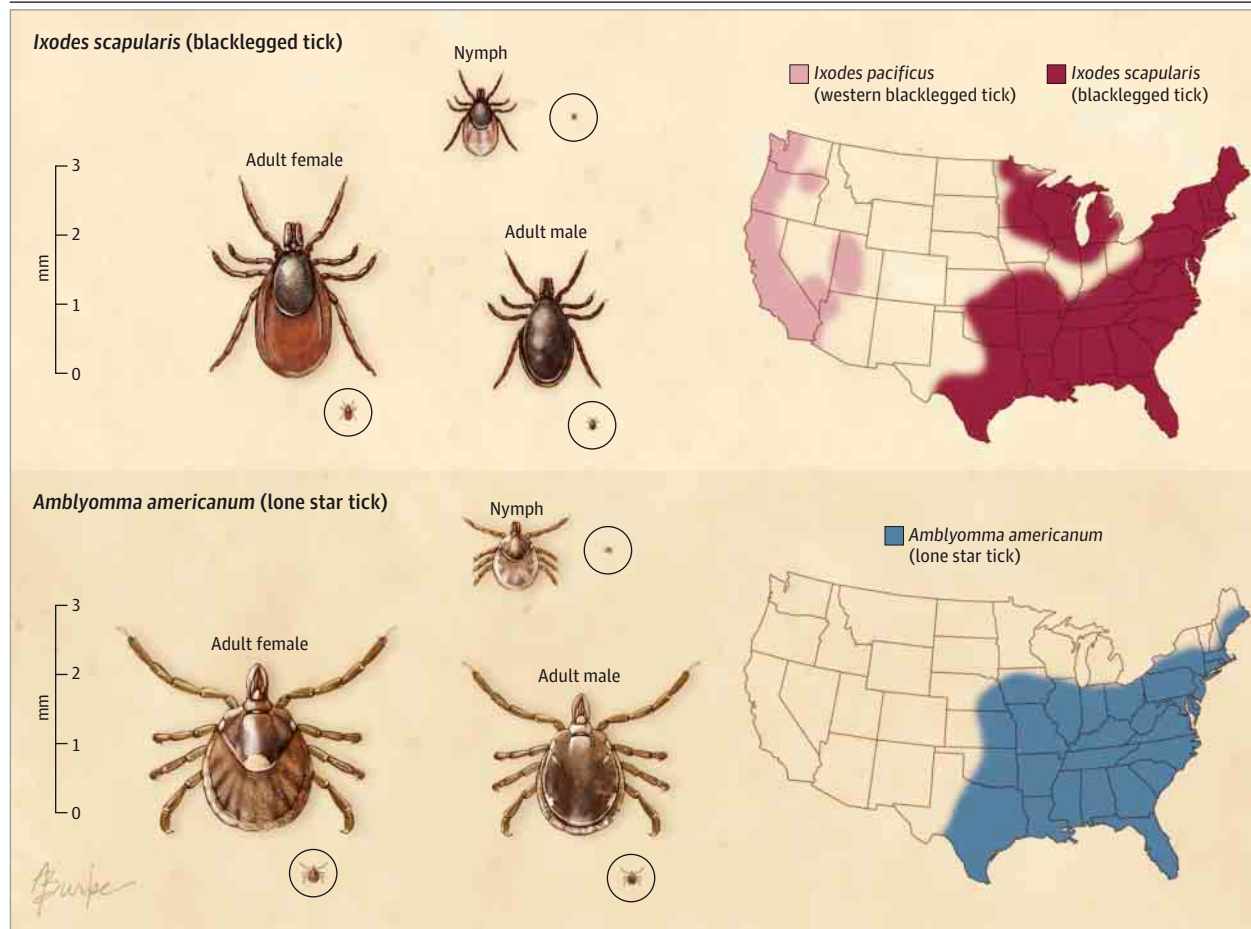 Ixodes scapularis (blacklegged tick)
Nymph
Adult female
Adult male
3
2
1
0
mm
Ixodes pacificus
(western blacklegged tick)
Ixodes scapularis
(blacklegged tick)
Amblyomma americanum (lone star tick)
Nymph
Adult female
Adult male
3
2
1
0
mm
Amblyomma americanum
(lone star tick)